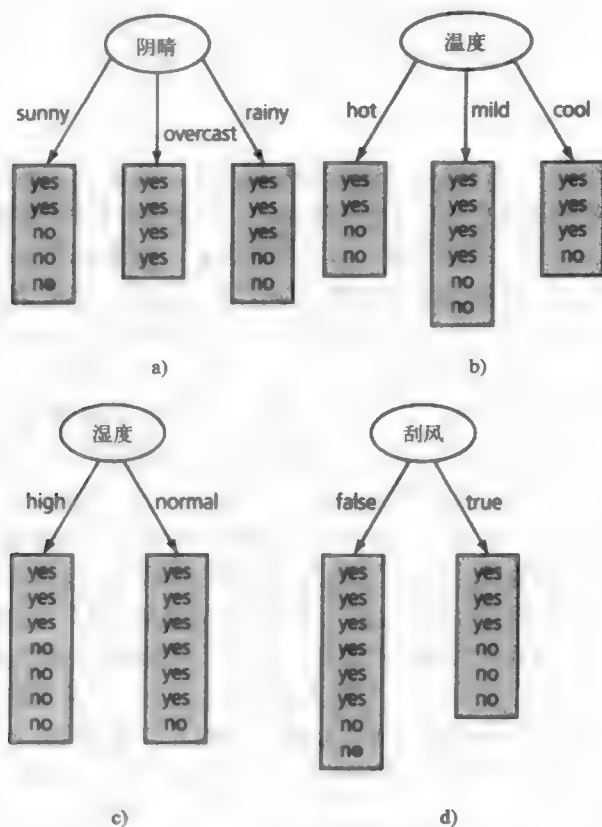 阴晴
sunny
overcast
rainy
yes
yes
no
no
no
yes
yes
yes
yes
yes
yes
yes
no
no
a)
温度
hot
mild
cool
yes
yes
no
no
yes
yes
yes
yes
no
no
yes
yes
yes
no
b)
湿度
high
normal
yes
yes
yes
no
no
no
no
yes
yes
yes
yes
yes
yes
no
c)
刮风
false
true
yes
yes
yes
yes
yes
yes
no
no
yes
yes
yes
no
no
no
d)